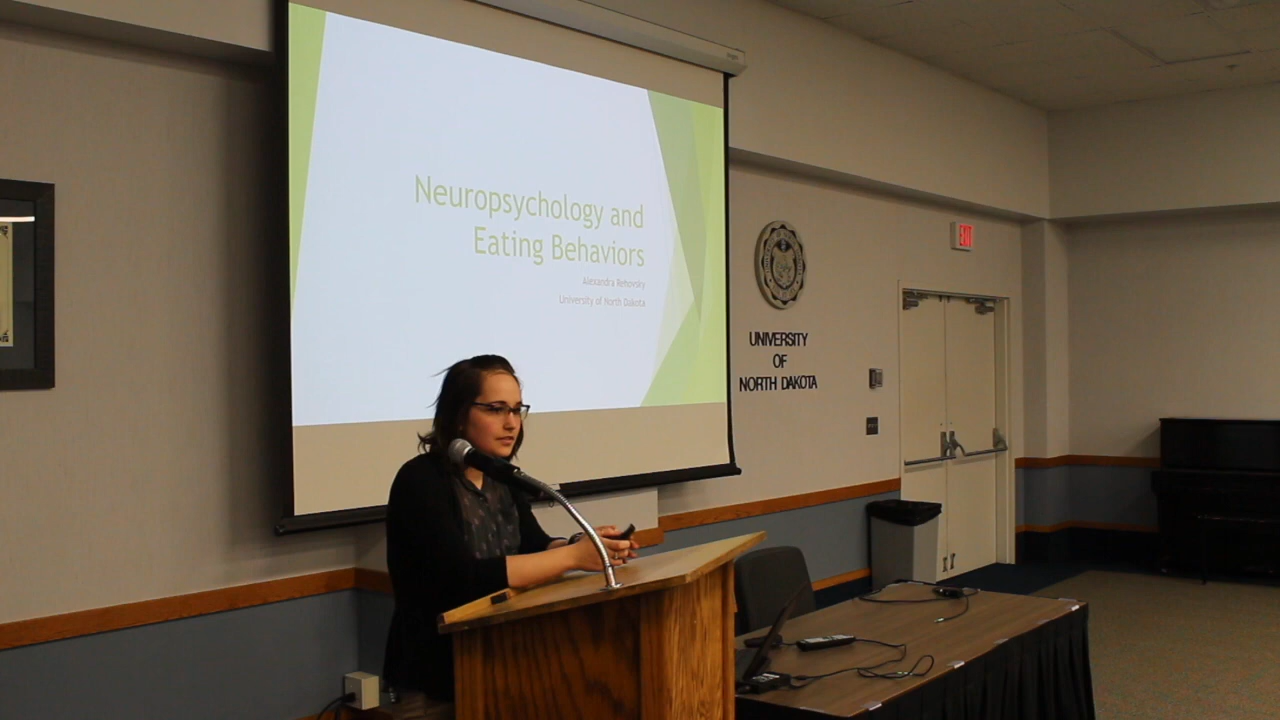 Neuropsychology and
Eating Behaviors
Alexandra Rehovsky
University of North Dakota
UNIVERSITY
OF
NORTH DAKOTA
EXIT